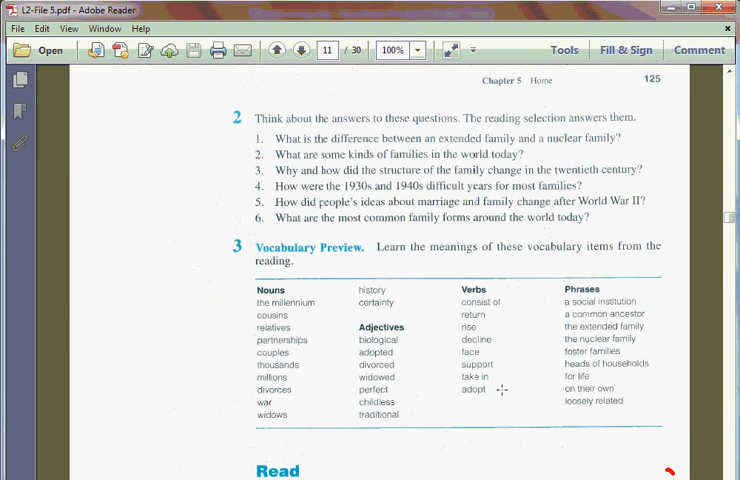 L2-File 5.pdf - Adobe Reader
File Edit View Window Help
Open 11 / 30 100% Tools Fill & Sign Comment
Chapter 5 Home 125
2 Think about the answers to these questions. The reading selection answers them.
1. What is the difference between an extended family and a nuclear family?
2. What are some kinds of families in the world today?
3. Why and how did the structure of the family change in the twentieth century?
4. How were the 1930s and 1940s difficult years for most families?
5. How did people's ideas about marriage and family change after World War II?
6. What are the most common family forms around the world today?
3 Vocabulary Preview. Learn the meanings of these vocabulary items from the
reading.
Nouns
the millennium
cousins
relatives
partnerships
couples
thousands
millions
divorces
war
widows
history
certainty
Adjectives
biological
adopted
divorced
widowed
perfect
childless
traditional
Verbs
consist of
return
rise
decline
face
support
take in
adopt
Phrases
a social institution
a common ancestor
the extended family
the nuclear family
foster families
heads of households
for life
on their own
loosely related
Read